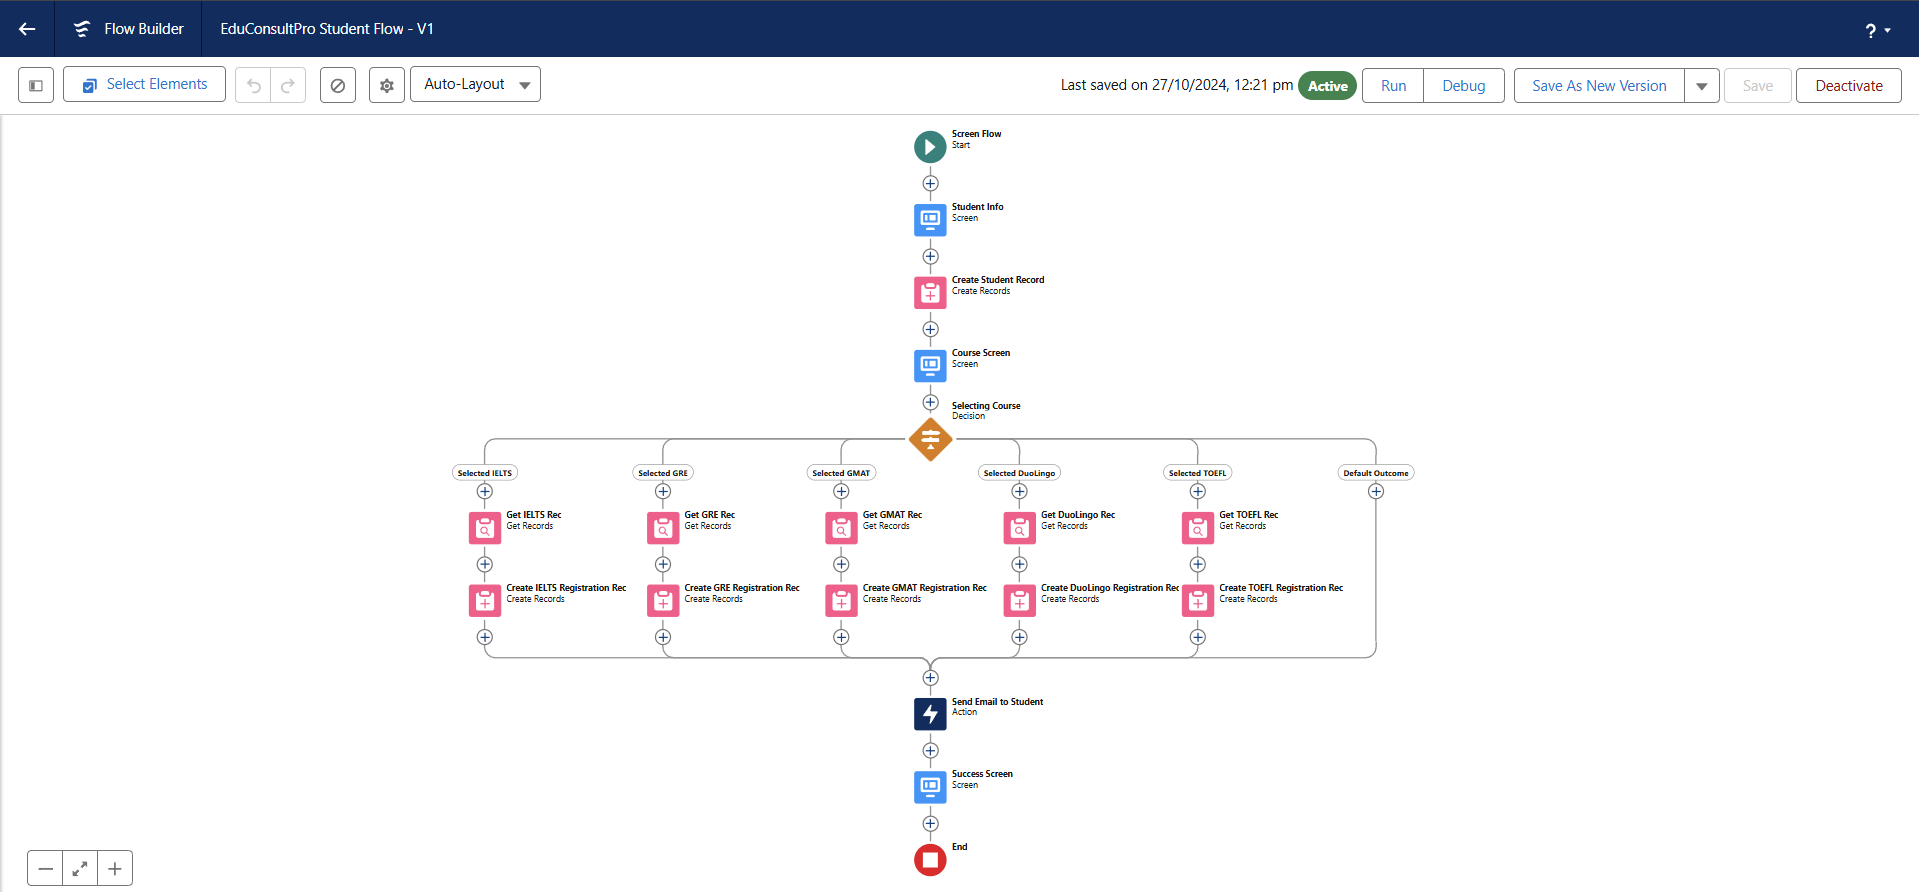 Flow Builder
EduConsultPro Student Flow - V1
?
Select Elements
Auto-Layout
Last saved on 27/10/2024, 12:21 pm
Active
Run
Debug
Save As New Version
Save
Deactivate
Screen Flow
Start
Student Info
Screen
Create Student Record
Create Records
Course Screen
Screen
Selecting Course
Decision
Selected IELTS
Selected GRE
Selected GMAT
Selected DuoLingo
Selected TOEFL
Default Outcome
Get IELTS Rec
Get Records
Get GRE Rec
Get Records
Get GMAT Rec
Get Records
Get DuoLingo Rec
Get Records
Get TOEFL Rec
Get Records
Create IELTS Registration Rec
Create Records
Create GRE Registration Rec
Create Records
Create GMAT Registration Rec
Create Records
Create DuoLingo Registration Rec
Create Records
Create TOEFL Registration Rec
Create Records
Send Email to Student
Action
Success Screen
Screen
End